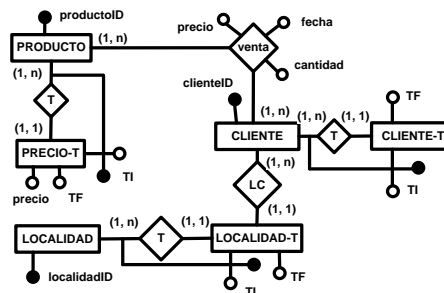 productoID
precio
fecha
PRODUCTO
(1, n)
venta
(1, n)
clienteID
cantidad
T
TF
(1, 1)
(1, n)
(1, n)
(1, 1)
PRECIO-T
CLIENTE
T
CLIENTE-T
(1, n)
precio
TF
TI
LC
TI
(1, n)
(1, 1)
(1, 1)
LOCALIDAD
T
LOCALIDAD-T
localidadID
TI
TF